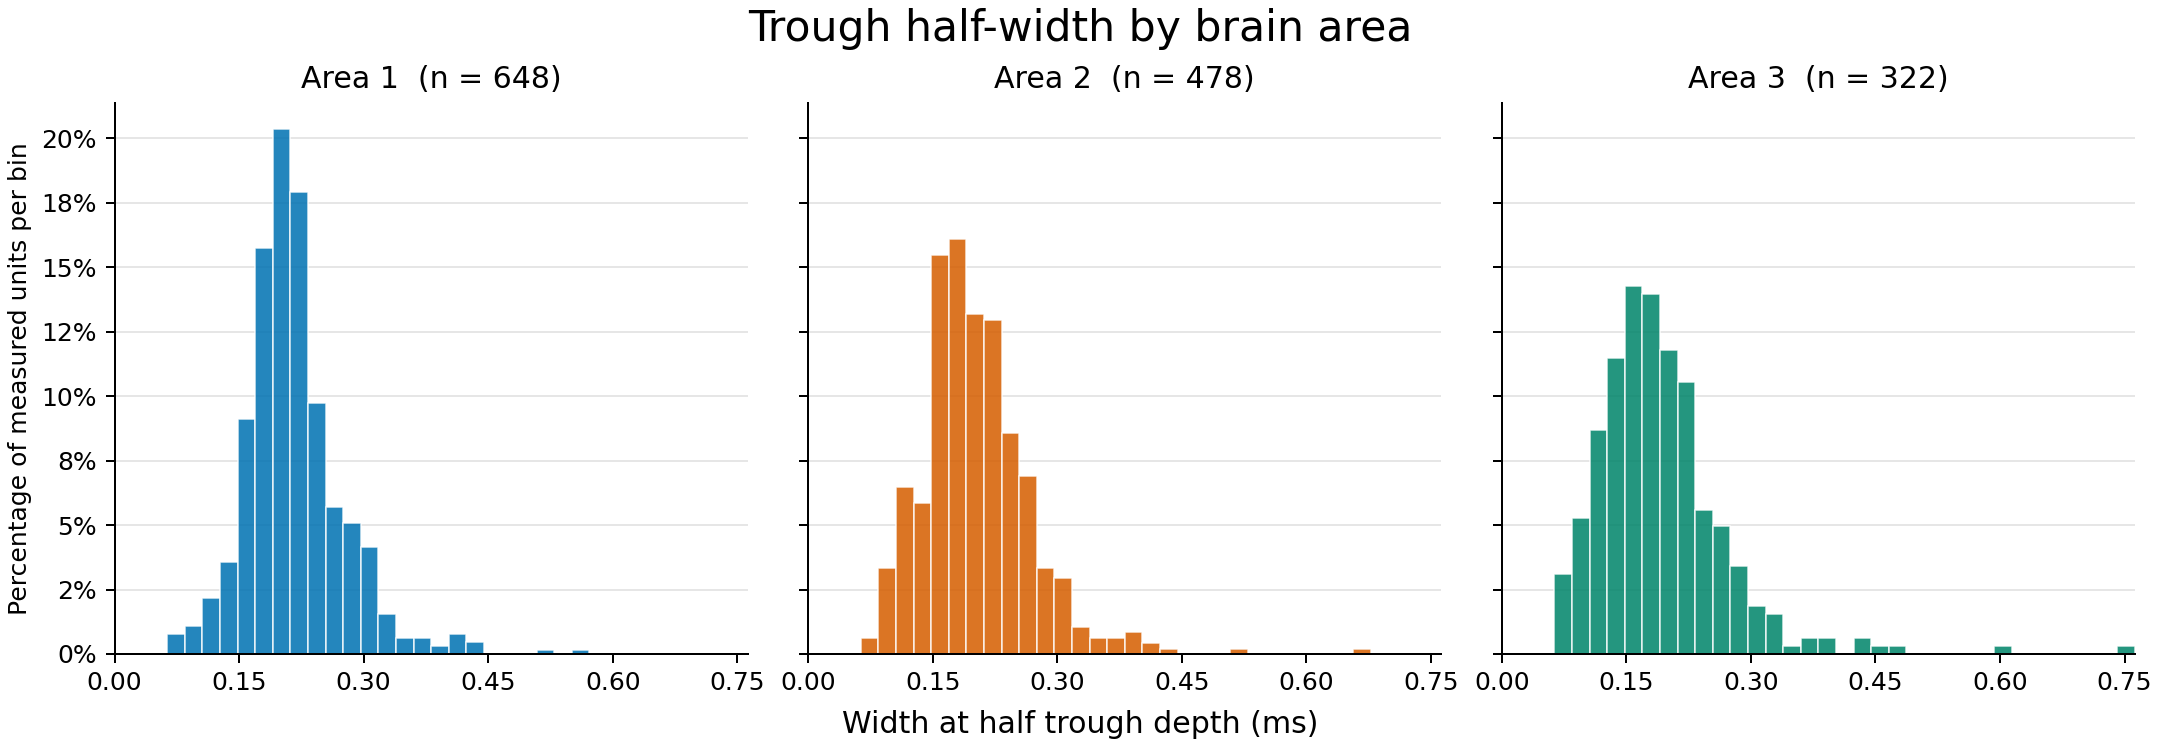 Trough half-width by brain area
Area 1 (n = 648)
Area 2 (n = 478)
Area 3 (n = 322)
Percentage of measured units per bin
20%
18%
15%
12%
10%
8%
5%
2%
0%
0.00 0.15 0.30 0.45 0.60 0.75
0.00 0.15 0.30 0.45 0.60 0.75
0.00 0.15 0.30 0.45 0.60 0.75
Width at half trough depth (ms)